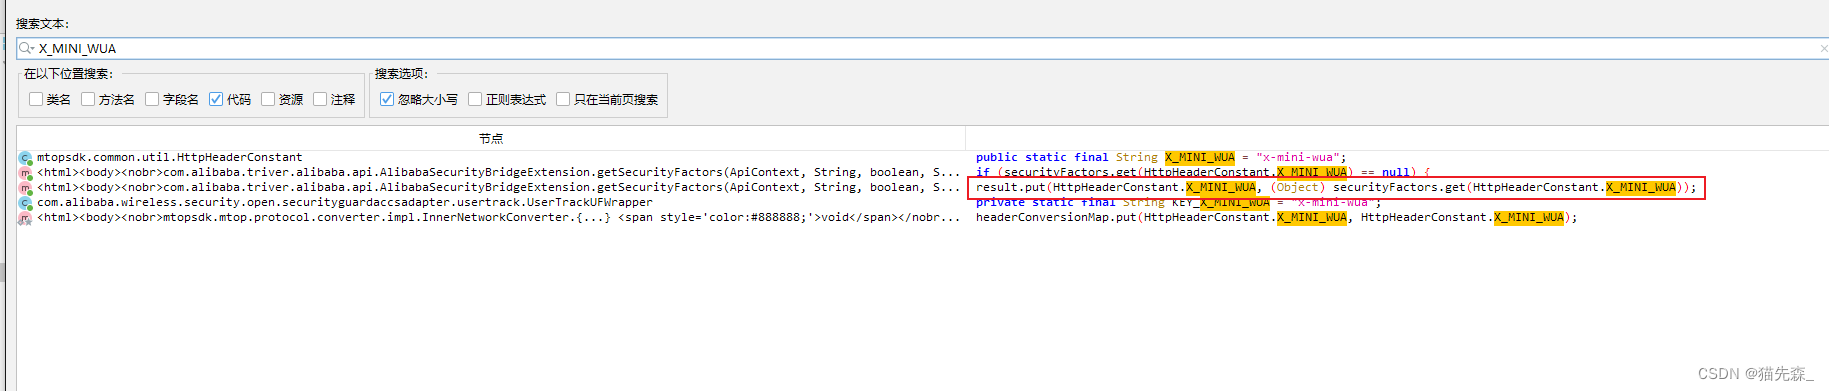 搜索文本:
X_MINI_WUA
在以下位置搜索:
类名 方法名 字段名 代码 资源 注释
搜索选项:
忽略大小写 正则表达式 只在当前页搜索
节点
mtopsdk.common.util.HttpHeaderConstant public static final String X_MINI_WUA = "x-mini-wua";
<html><body><nobr>com.alibaba.triver.alibaba.api.AlibabaSecurityBridgeExtension.getSecurityFactors(ApiContext, String, boolean, S... if (securityFactors.get(HttpHeaderConstant.X_MINI_WUA) == null) {
<html><body><nobr>com.alibaba.triver.alibaba.api.AlibabaSecurityBridgeExtension.getSecurityFactors(ApiContext, String, boolean, S... result.put(HttpHeaderConstant.X_MINI_WUA, (Object) securityFactors.get(HttpHeaderConstant.X_MINI_WUA));
com.alibaba.wireless.security.open.securityguardaccsadapter.usertrack.UserTrackUFWrapper private static final String KEY_X_MINI_WUA = "x-mini-wua";
<html><body><nobr>mtopsdk.mtop.protocol.converter.impl.InnerNetworkConverter.{...} <span style='color:#888888;'>void</span></nobr... headerConversionMap.put(HttpHeaderConstant.X_MINI_WUA, HttpHeaderConstant.X_MINI_WUA);
CSDN @猫先森_